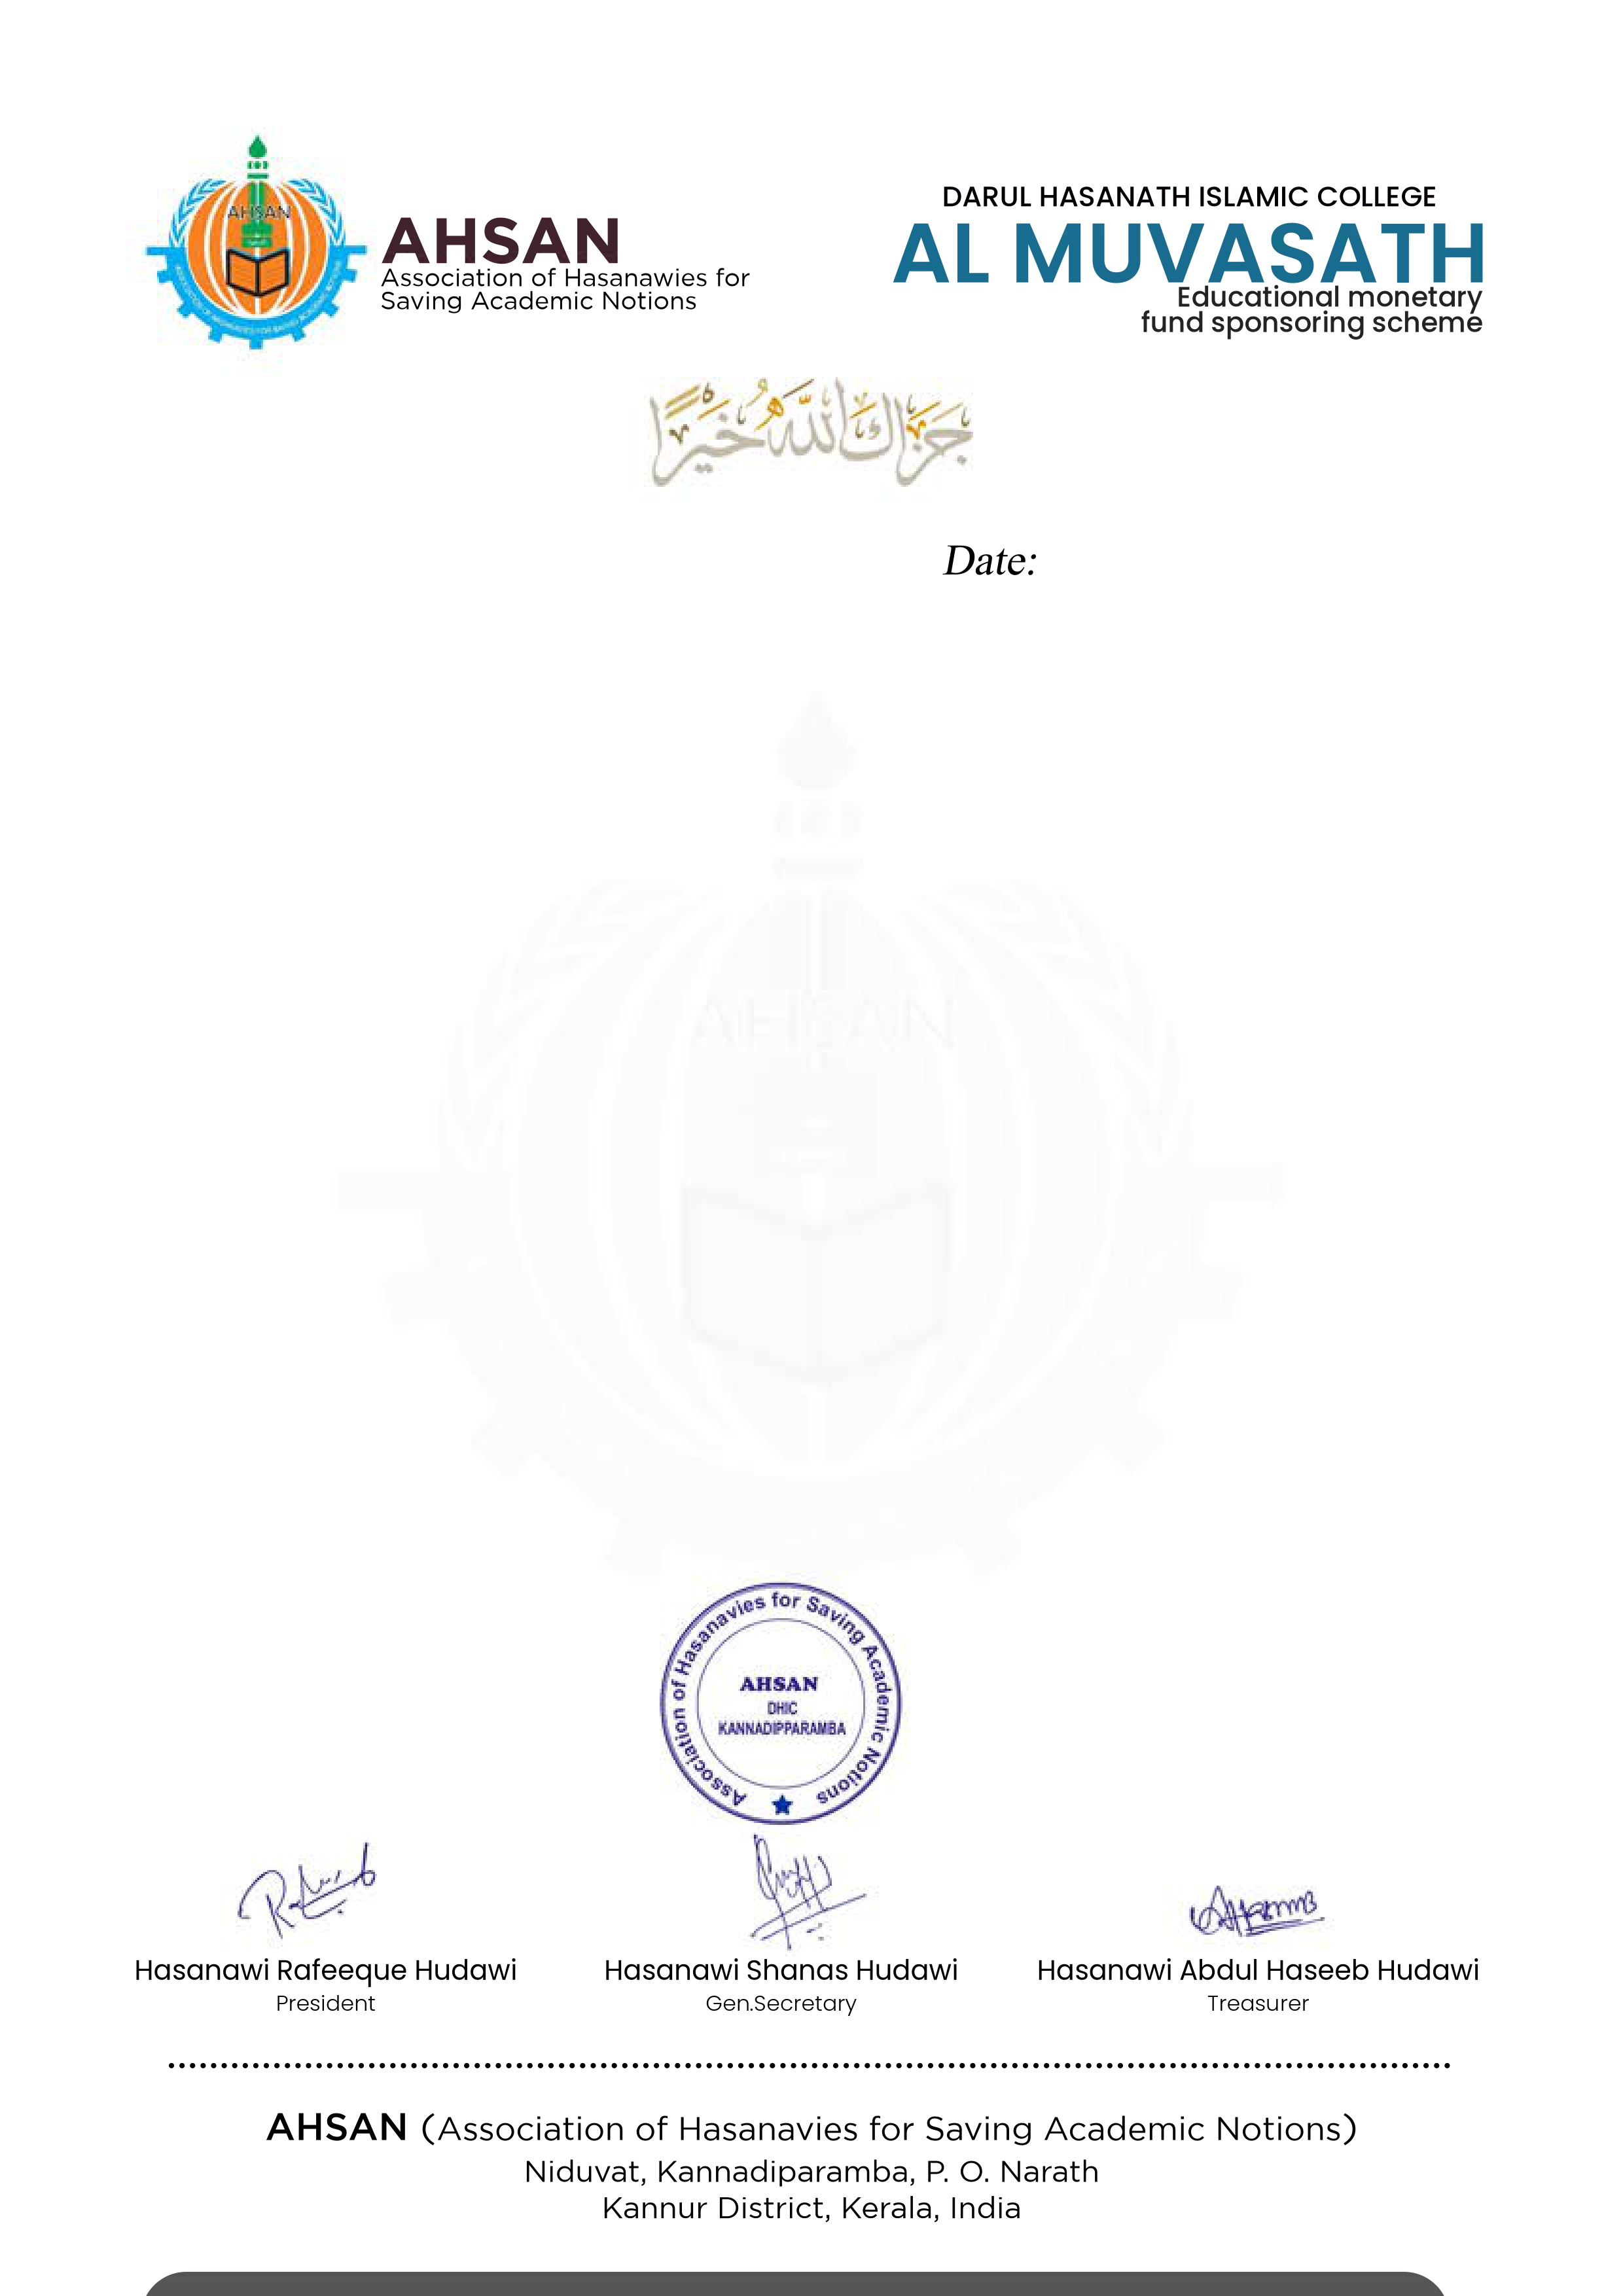 AHSAN
AHSAN
Association of Hasanawies for
Saving Academic Notions
DARUL HASANATH ISLAMIC COLLEGE
AL MUVASATH
Educational monetary
fund sponsoring scheme
جَزَاكَ اللَّهُ خَيْرًا
Date:
AHSAN
Association of Hasanavies for Saving Academic Notions
AHSAN
DHIC
KANNADIPPARAMBA
Hasanawi Rafeeque Hudawi
President
Hasanawi Shanas Hudawi
Gen.Secretary
Hasanawi Abdul Haseeb Hudawi
Treasurer
AHSAN (Association of Hasanavies for Saving Academic Notions)
Niduvat, Kannadiparamba, P. O. Narath
Kannur District, Kerala, India